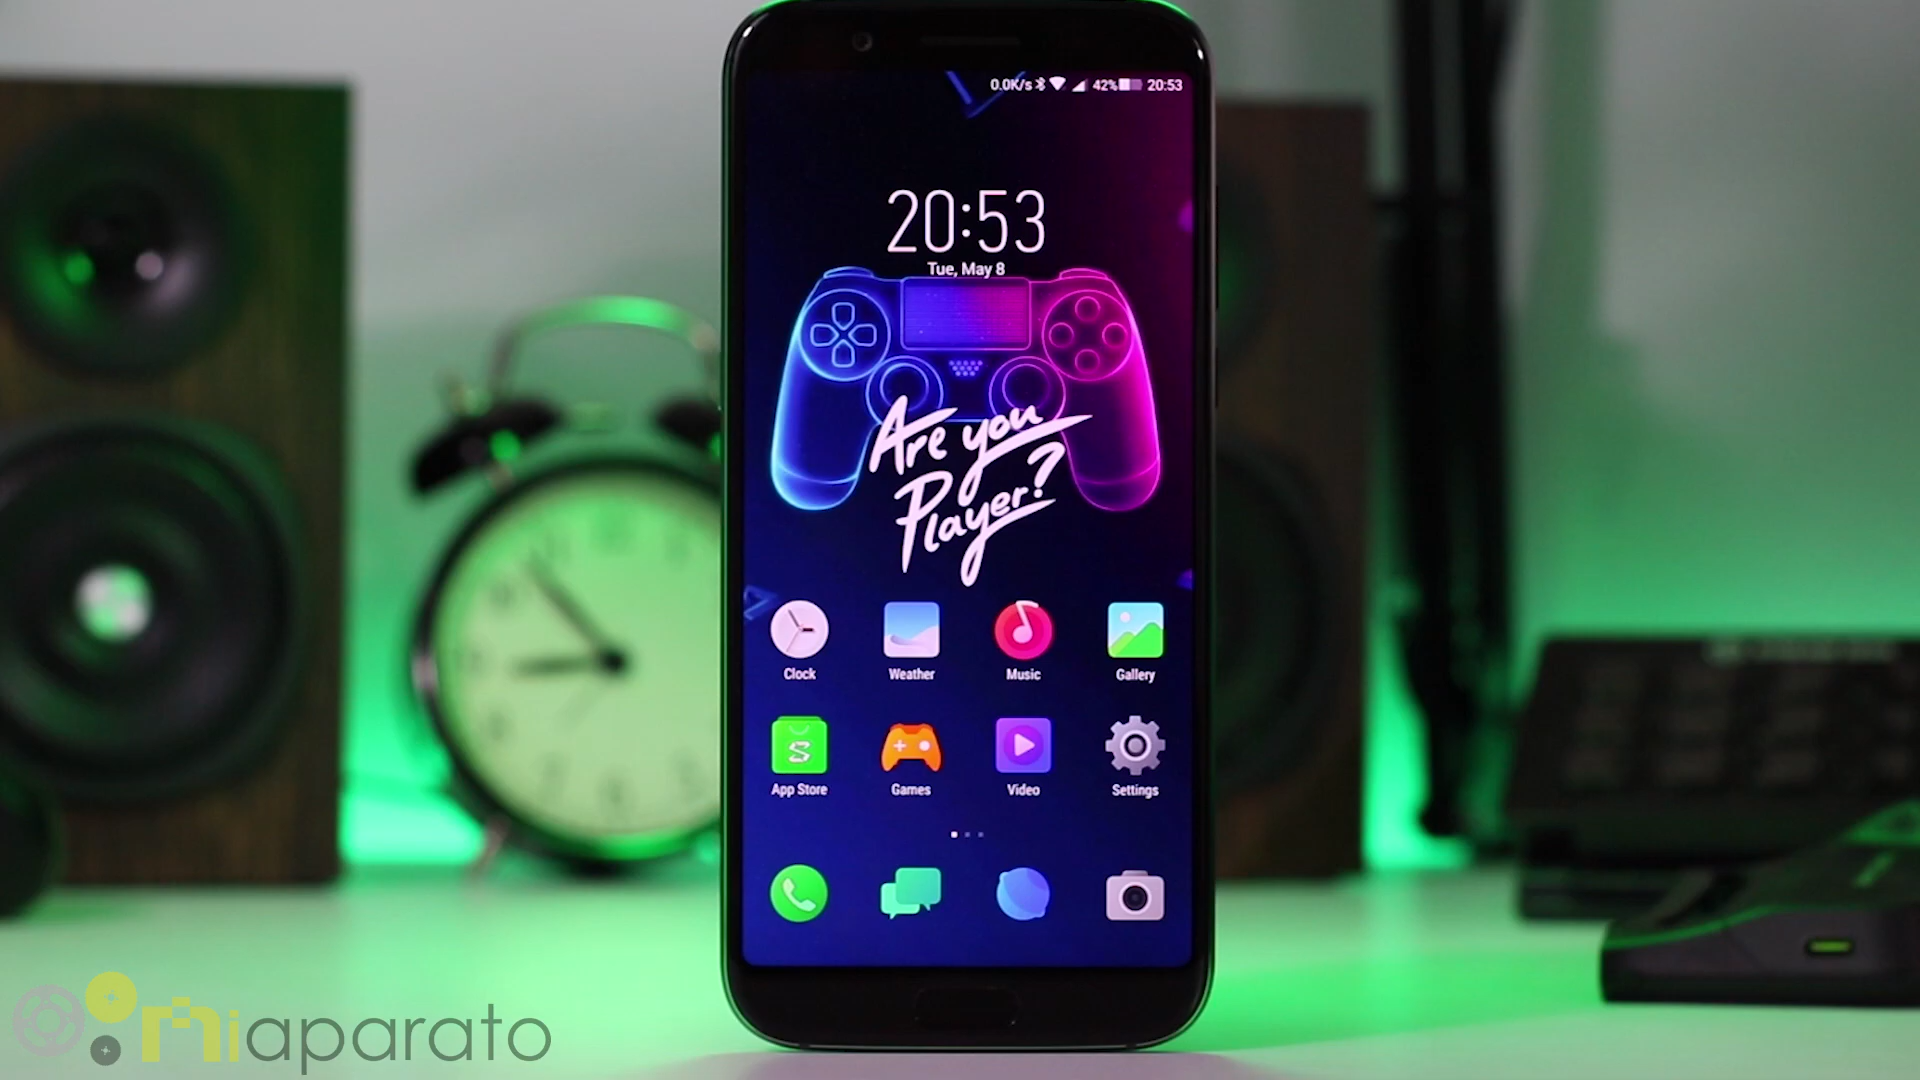 0.0K/s 42% 20:53
20:53
Tue, May 8
Are you
Player?
Clock Weather Music Gallery
App Store Games Video Settings
miaparato